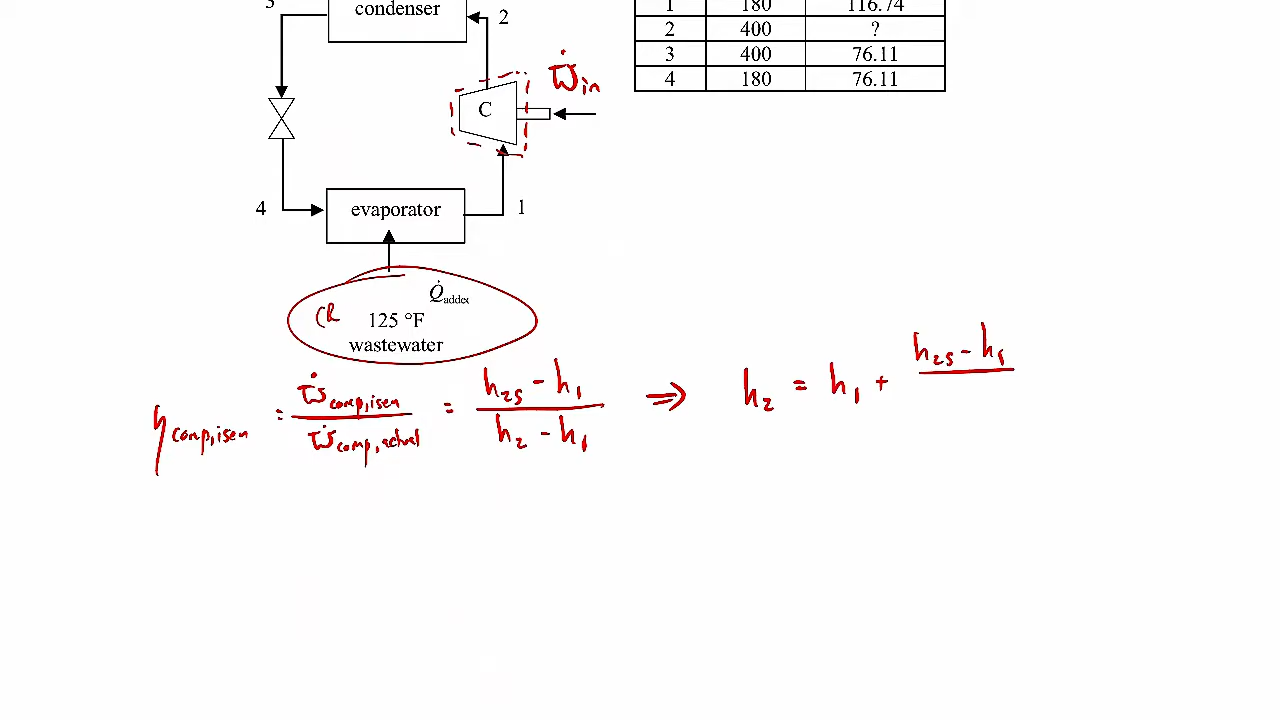 3
condenser
2
1 180 116.74
2 400 ?
3 400 76.11
4 180 76.11
Ẇin
C
4
evaporator
1
Q̇added
CR
125 °F
wastewater
ηcomp,isen = Ẇcomp,isen / Ẇcomp,actual = h2s - h1 / h2 - h1 ⇒ h2 = h1 + h2s - h1